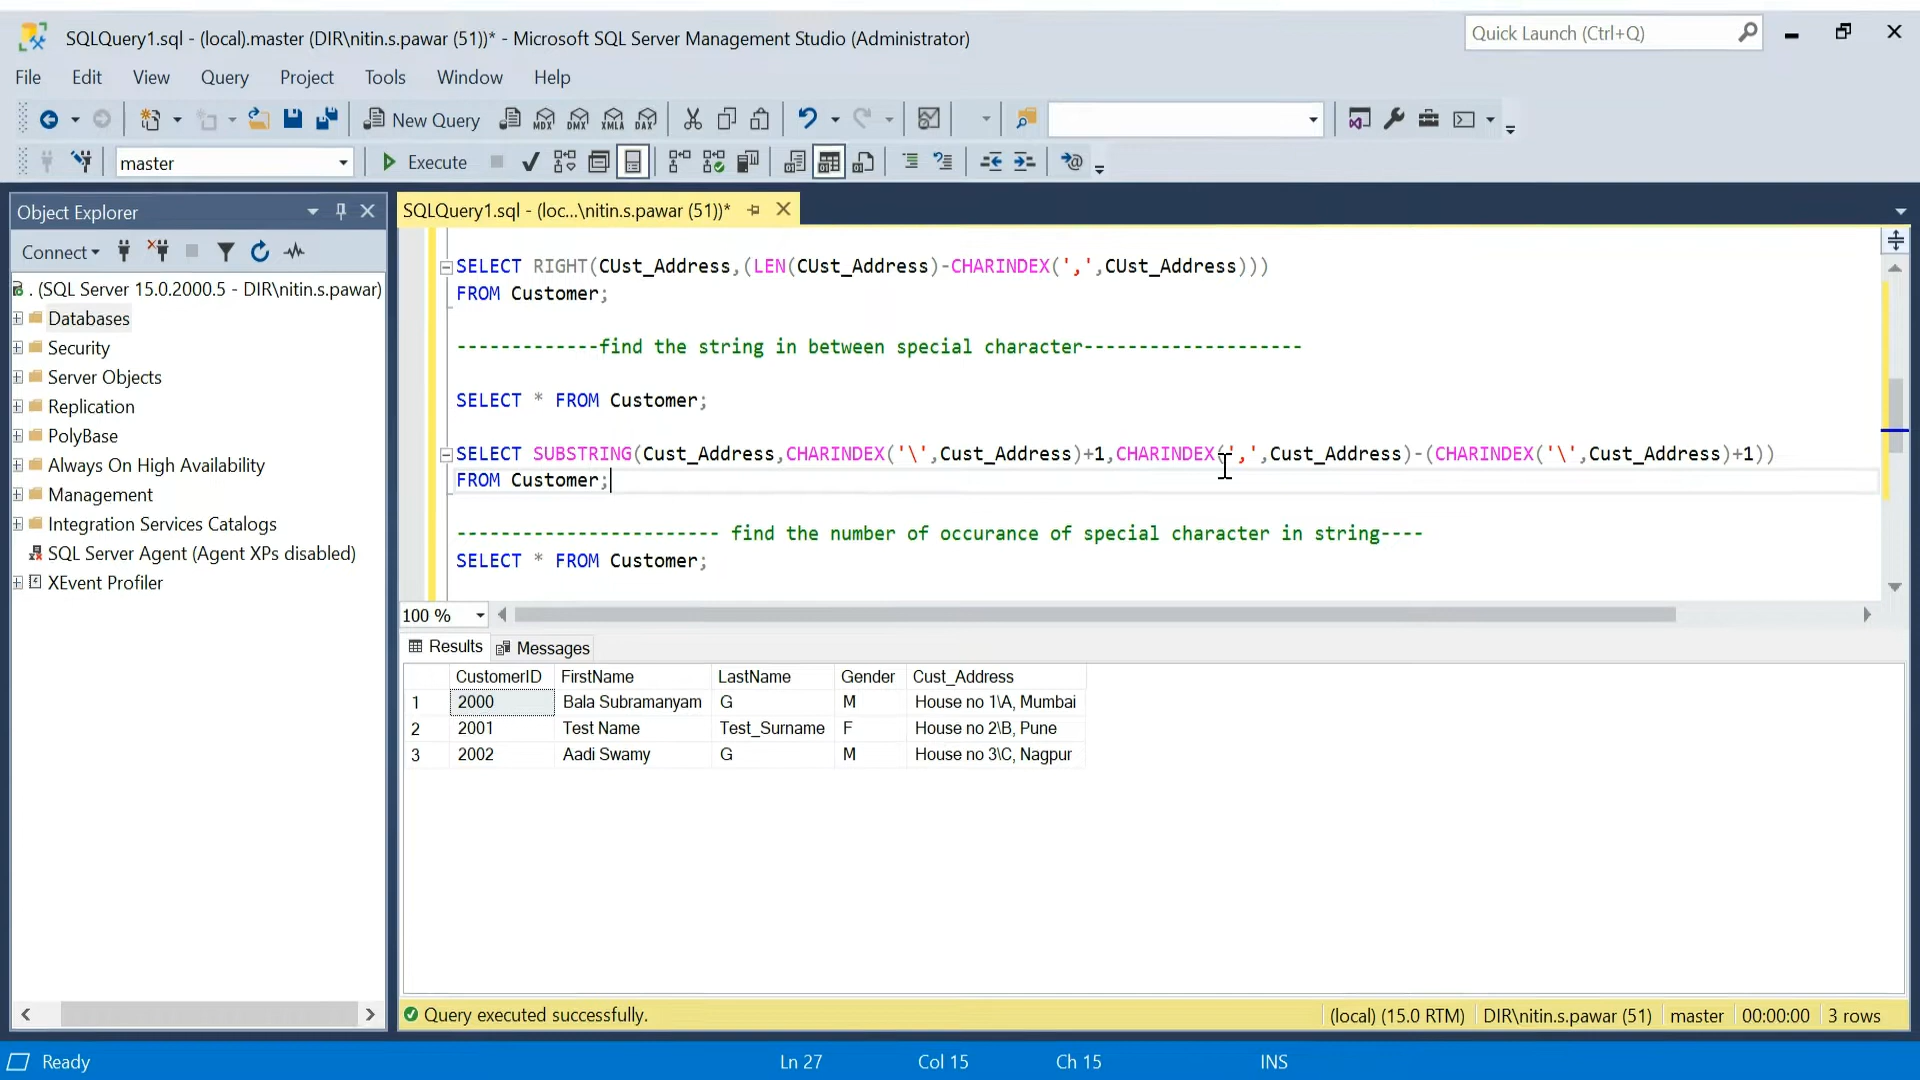 SQLQuery1.sql - (local).master (DIR\nitin.s.pawar (51))* - Microsoft SQL Server Management Studio (Administrator)
Quick Launch (Ctrl+Q)
File Edit View Query Project Tools Window Help
New Query MDX DMX XMLA DAX
master Execute
Object Explorer
SQLQuery1.sql - (loc...\nitin.s.pawar (51))*
Connect
. (SQL Server 15.0.2000.5 - DIR\nitin.s.pawar)
Databases
Security
Server Objects
Replication
PolyBase
Always On High Availability
Management
Integration Services Catalogs
SQL Server Agent (Agent XPs disabled)
XEvent Profiler
SELECT RIGHT(CUst_Address,(LEN(CUst_Address)-CHARINDEX(',',CUst_Address)))
FROM Customer;
-------------find the string in between special character--------------------
SELECT * FROM Customer;
SELECT SUBSTRING(Cust_Address,CHARINDEX('\',Cust_Address)+1,CHARINDEX(',',Cust_Address)-(CHARINDEX('\',Cust_Address)+1))
FROM Customer;
------------------------ find the number of occurance of special character in string----
SELECT * FROM Customer;
100 %
Results Messages
CustomerID FirstName LastName Gender Cust_Address
1 2000 Bala Subramanyam G M House no 1\A, Mumbai
2 2001 Test Name Test_Surname F House no 2\B, Pune
3 2002 Aadi Swamy G M House no 3\C, Nagpur
Query executed successfully. (local) (15.0 RTM) DIR\nitin.s.pawar (51) master 00:00:00 3 rows
Ready Ln 27 Col 15 Ch 15 INS